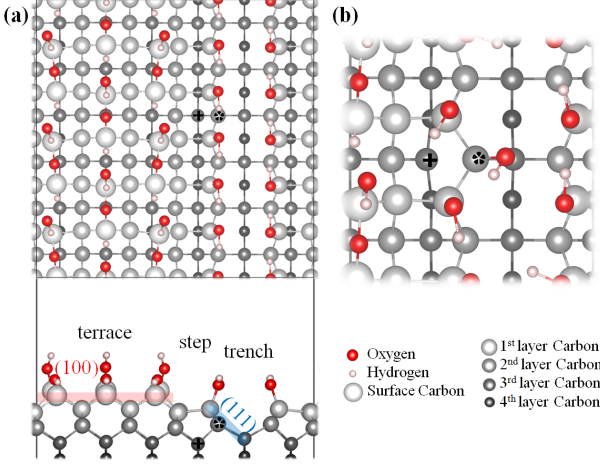 (a)
(b)
terrace
step
trench
(100)
(111)
Oxygen
Hydrogen
Surface Carbon
1st layer Carbon
2nd layer Carbon
3rd layer Carbon
4th layer Carbon